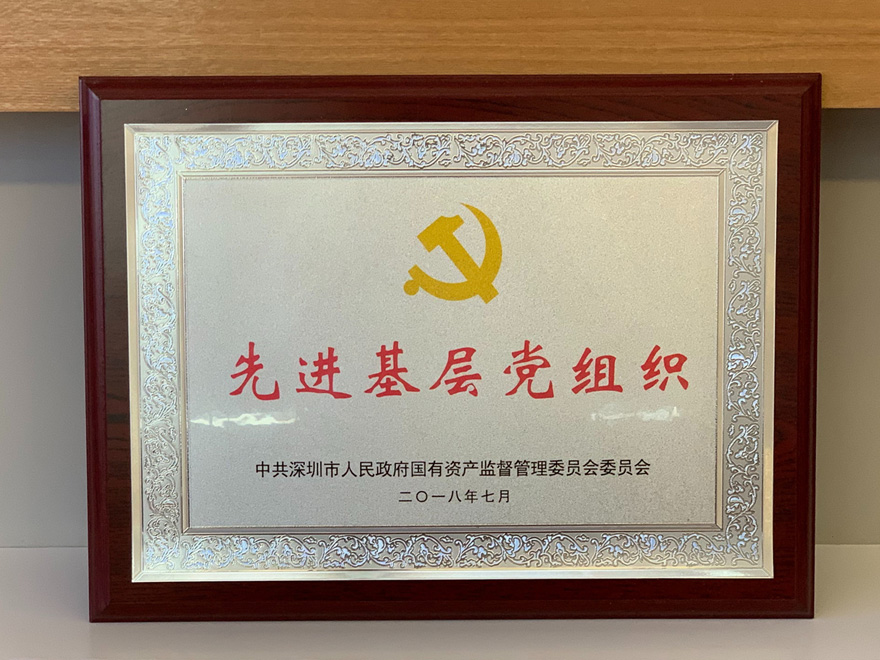 先进基层党组织
中共深圳市人民政府国有资产监督管理委员会委员会
二〇一八年七月